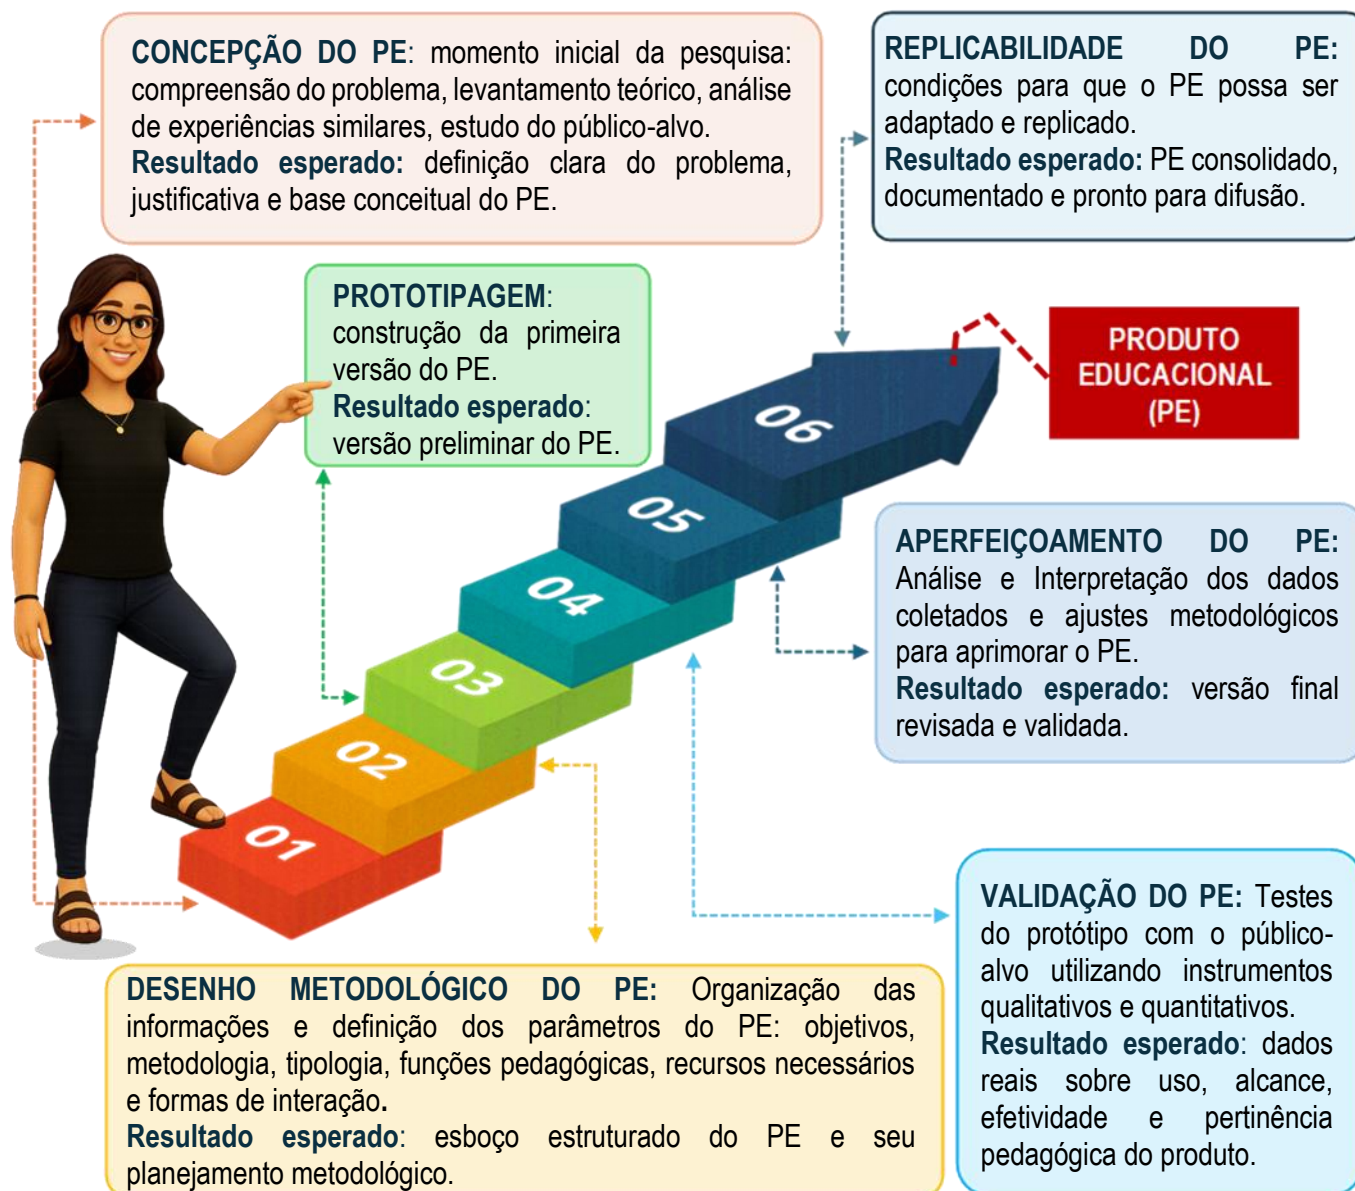 CONCEPÇÃO DO PE: momento inicial da pesquisa:
compreensão do problema, levantamento teórico, análise
de experiências similares, estudo do público-alvo.
Resultado esperado: definição clara do problema,
justificativa e base conceitual do PE.
REPLICABILIDADE DO PE:
condições para que o PE possa ser
adaptado e replicado.
Resultado esperado: PE consolidado,
documentado e pronto para difusão.
PROTOTIPAGEM:
construção da primeira
versão do PE.
Resultado esperado:
versão preliminar do PE.
PRODUTO
EDUCACIONAL
(PE)
06
05
04
03
02
01
APERFEIÇOAMENTO DO PE:
Análise e Interpretação dos dados
coletados e ajustes metodológicos
para aprimorar o PE.
Resultado esperado: versão final
revisada e validada.
VALIDAÇÃO DO PE: Testes
do protótipo com o público-
alvo utilizando instrumentos
qualitativos e quantitativos.
Resultado esperado: dados
reais sobre uso, alcance,
efetividade e pertinência
pedagógica do produto.
DESENHO METODOLÓGICO DO PE: Organização das
informações e definição dos parâmetros do PE: objetivos,
metodologia, tipologia, funções pedagógicas, recursos necessários
e formas de interação.
Resultado esperado: esboço estruturado do PE e seu
planejamento metodológico.